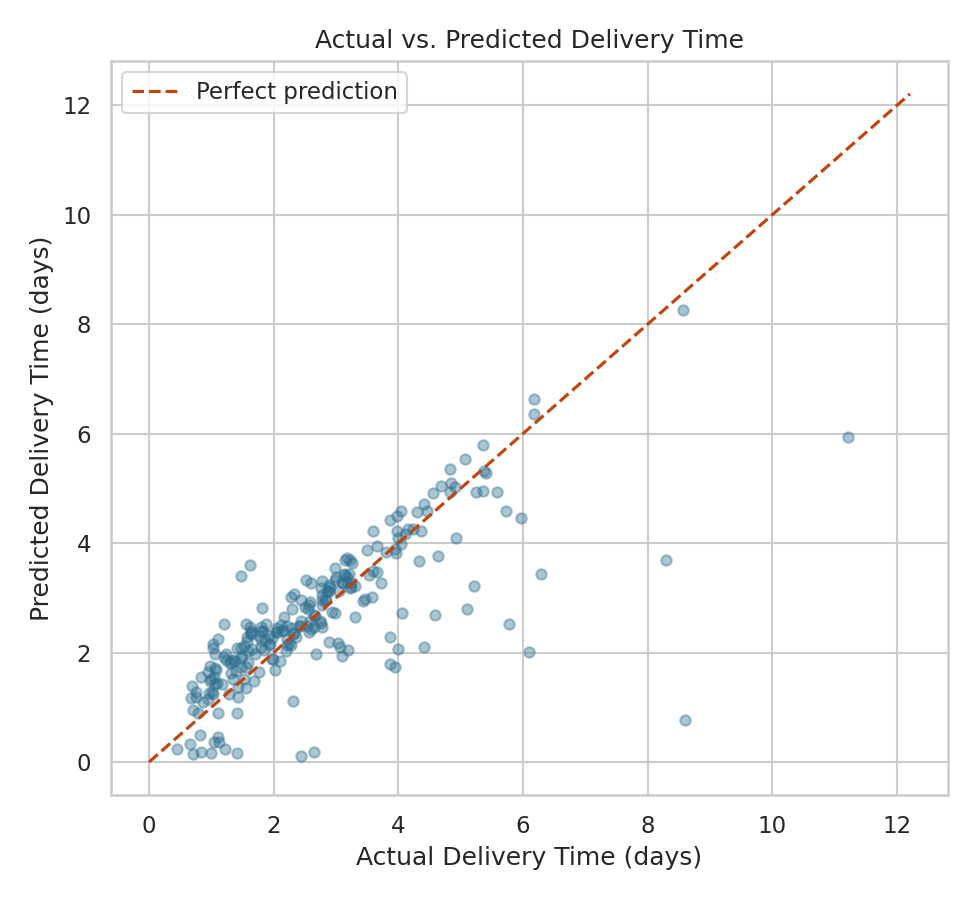 Actual vs. Predicted Delivery Time
Perfect prediction
Predicted Delivery Time (days)
12
10
8
6
4
2
0
0 2 4 6 8 10 12
Actual Delivery Time (days)